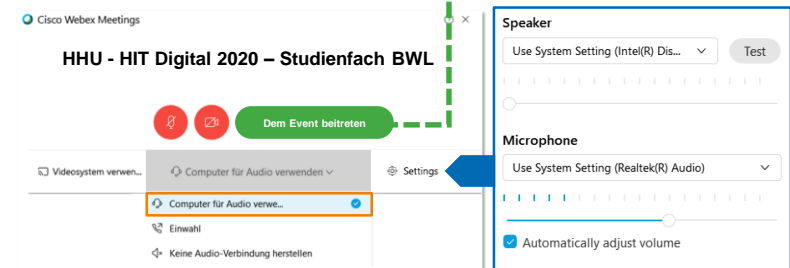 Cisco Webex Meetings
HHU - HIT Digital 2020 – Studienfach BWL
Dem Event beitreten
Videosystem verwen...
Computer für Audio verwenden
Settings
Computer für Audio verwe...
Einwahl
Keine Audio-Verbindung herstellen
Speaker
Use System Setting (Intel(R) Dis...
Test
Microphone
Use System Setting (Realtek(R) Audio)
Automatically adjust volume